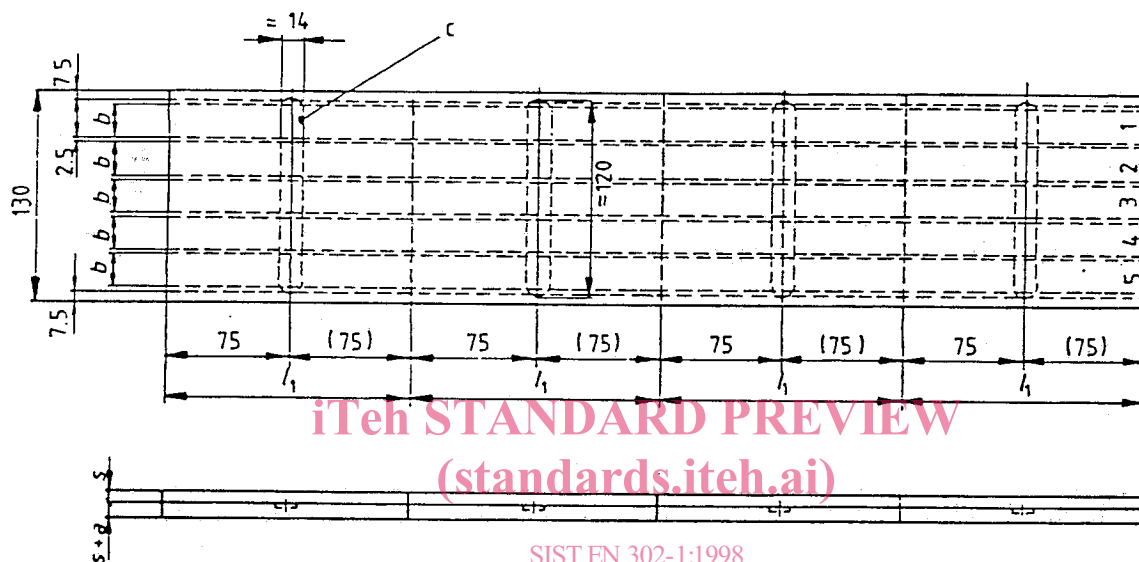 ≈ 14
c
7.5
b
2.5
b
b
b
b
7.5
130
≈120
1
2
3
4
5
75
(75)
75
(75)
75
(75)
75
(75)
l₁
l₁
l₁
l₁
iTeh STANDARD PREVIEW
(standards.iteh.ai)
s
s+a
SIST EN 302-1:1998